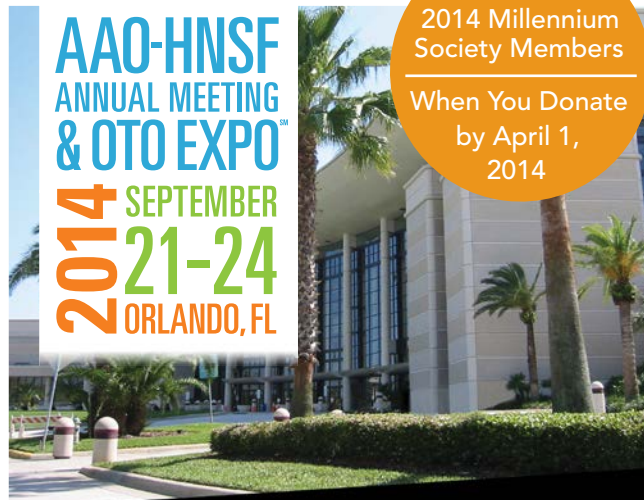 AAO-HNSF
ANNUAL MEETING
& OTO EXPO℠
2014
SEPTEMBER
21-24
ORLANDO, FL
2014 Millennium
Society Members
When You Donate
by April 1,
2014